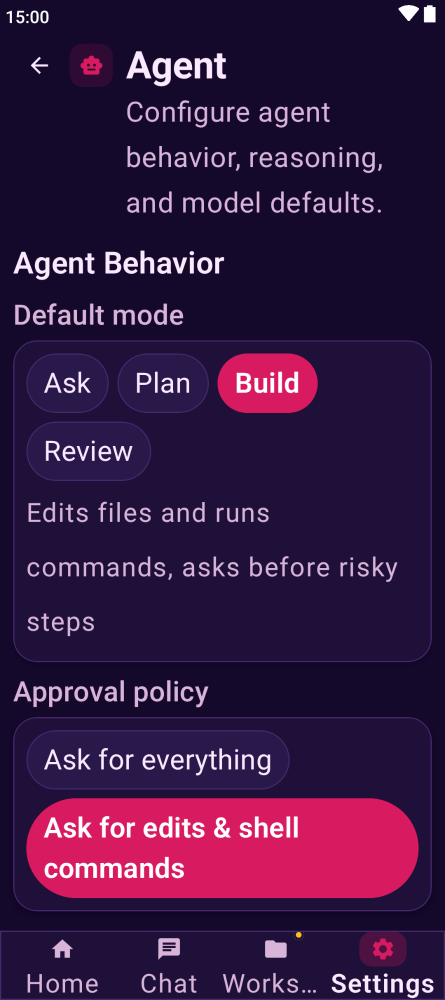 15:00
Agent
Configure agent
behavior, reasoning,
and model defaults.
Agent Behavior
Default mode
Ask Plan Build
Review
Edits files and runs
commands, asks before risky
steps
Approval policy
Ask for everything
Ask for edits & shell
commands
Home Chat Works... Settings